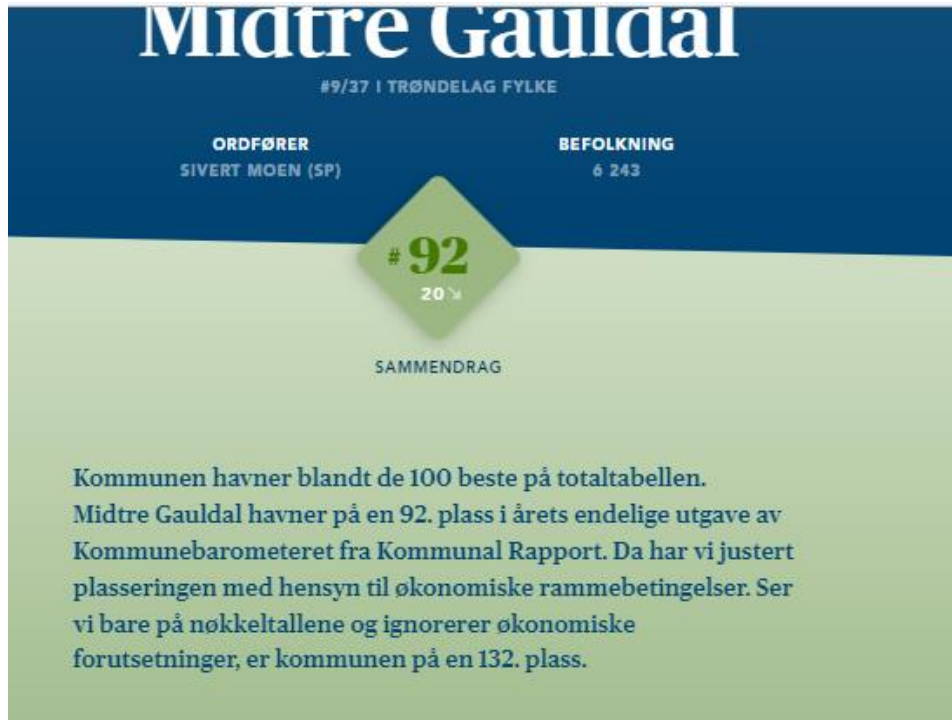 Midtre Gauldal
#9/37 I TRØNDELAG FYLKE
ORDFØRER
SIVERT MOEN (SP)
BEFOLKNING
6 243
#92
20↘
SAMMENDRAG
Kommunen havner blandt de 100 beste på totaltabellen.
Midtre Gauldal havner på en 92. plass i årets endelige utgave av
Kommunebarometeret fra Kommunal Rapport. Da har vi justert
plasseringen med hensyn til økonomiske rammebetingelser. Ser
vi bare på nøkkeltallene og ignorerer økonomiske
forutsetninger, er kommunen på en 132. plass.